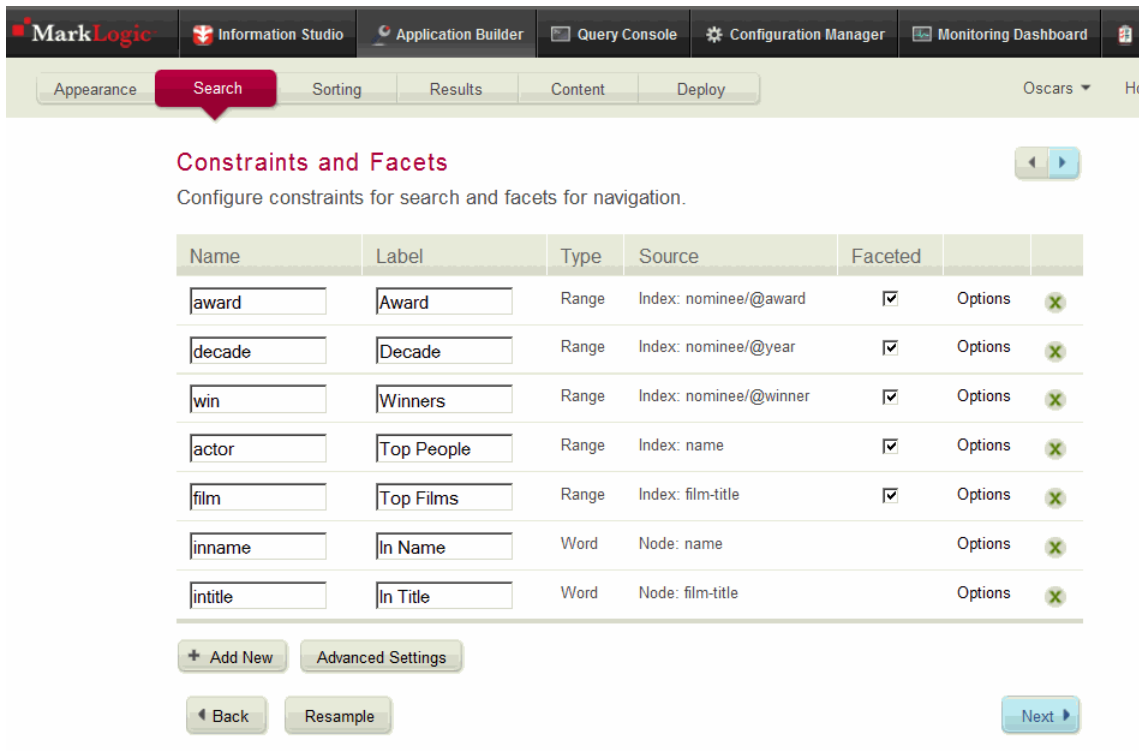 MarkLogic Information Studio Application Builder Query Console Configuration Manager Monitoring Dashboard
Appearance Search Sorting Results Content Deploy Oscars
Constraints and Facets
Configure constraints for search and facets for navigation.
Name Label Type Source Faceted
award Award Range Index: nominee/@award Options
decade Decade Range Index: nominee/@year Options
win Winners Range Index: nominee/@winner Options
actor Top People Range Index: name Options
film Top Films Range Index: film-title Options
inname In Name Word Node: name Options
intitle In Title Word Node: film-title Options
+ Add New Advanced Settings
Back Resample Next